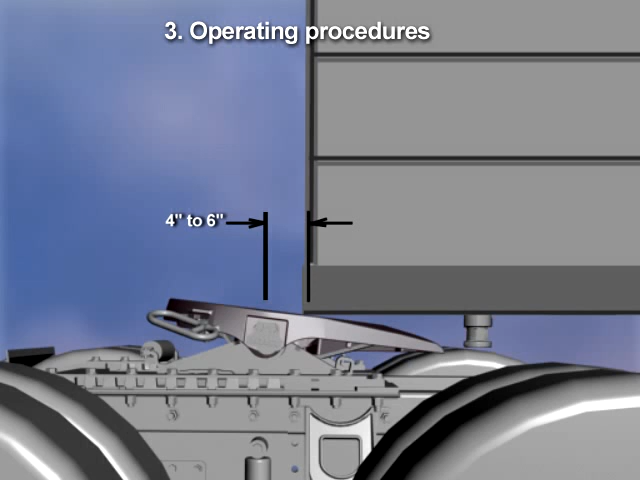 3. Operating procedures
4" to 6"